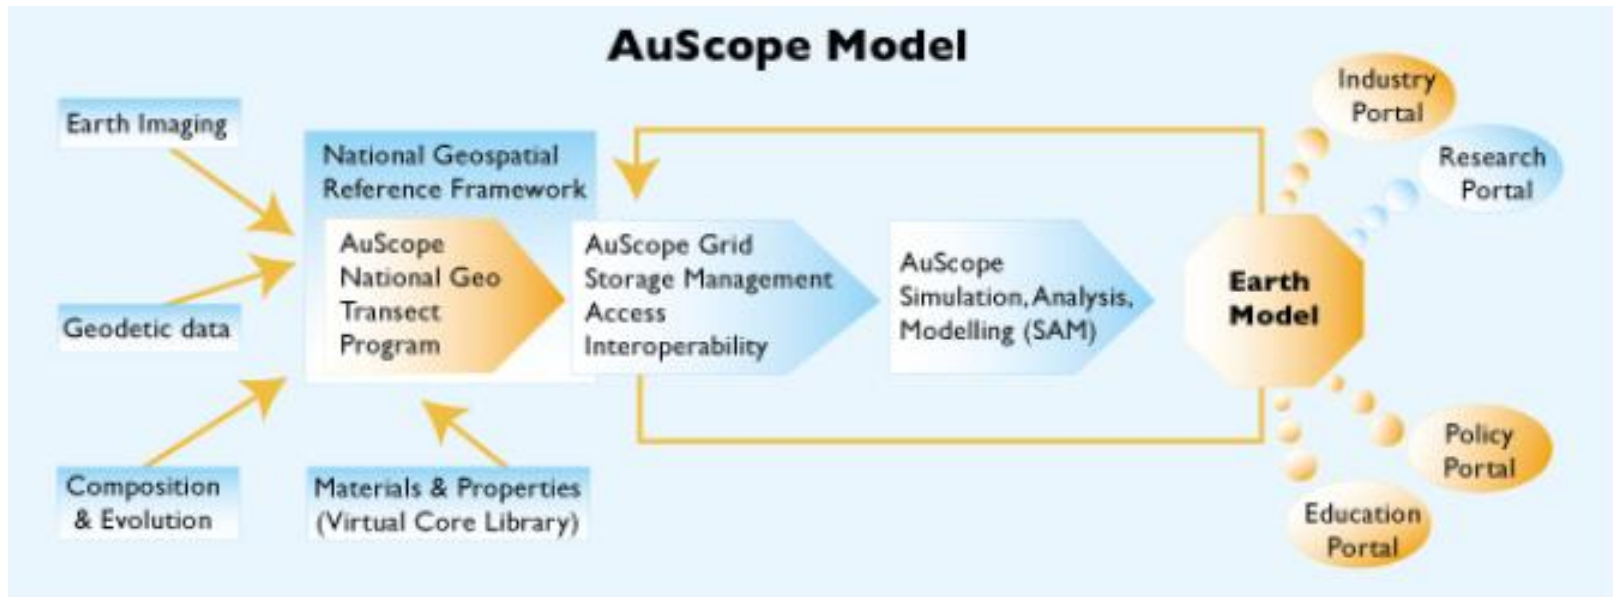 AuScope Model
Earth Imaging
Geodetic data
Composition
& Evolution
Materials & Properties
(Virtual Core Library)
National Geospatial
Reference Framework
AuScope
National Geo
Transect
Program
AuScope Grid
Storage Management
Access
Interoperability
AuScope
Simulation, Analysis,
Modelling (SAM)
Earth
Model
Industry
Portal
Research
Portal
Policy
Portal
Education
Portal